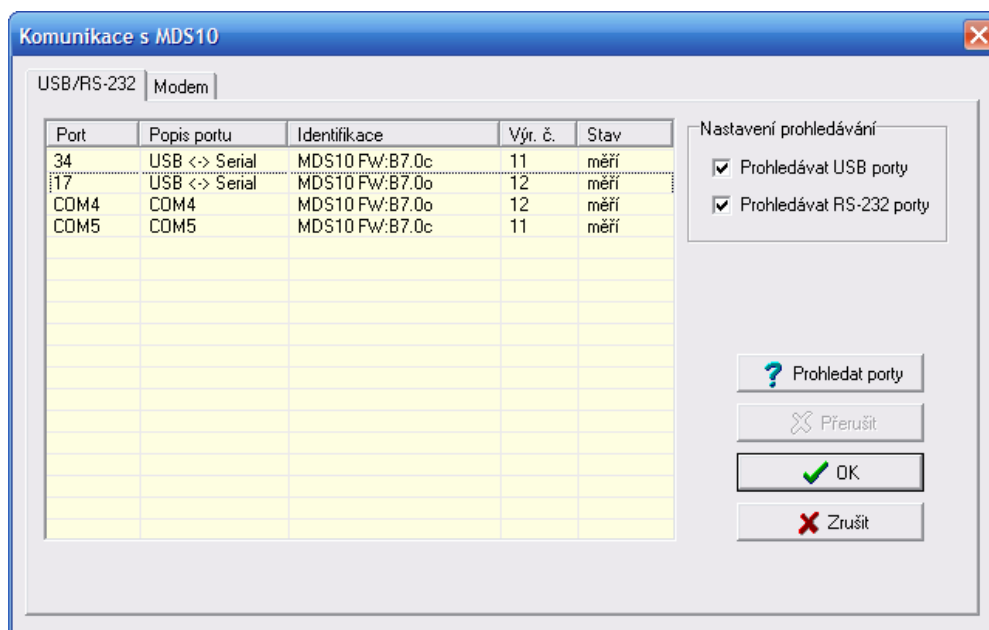 Komunikace s MDS10
USB/RS-232 Modem
Port Popis portu Identifikace Výr. č. Stav
34 USB <-> Serial MDS10 FW:B7.0c 11 měří
17 USB <-> Serial MDS10 FW:B7.0o 12 měří
COM4 COM4 MDS10 FW:B7.0o 12 měří
COM5 COM5 MDS10 FW:B7.0c 11 měří
Nastavení prohledávání
Prohledávat USB porty
Prohledávat RS-232 porty
Prohledat porty
Přerušit
OK
Zrušit